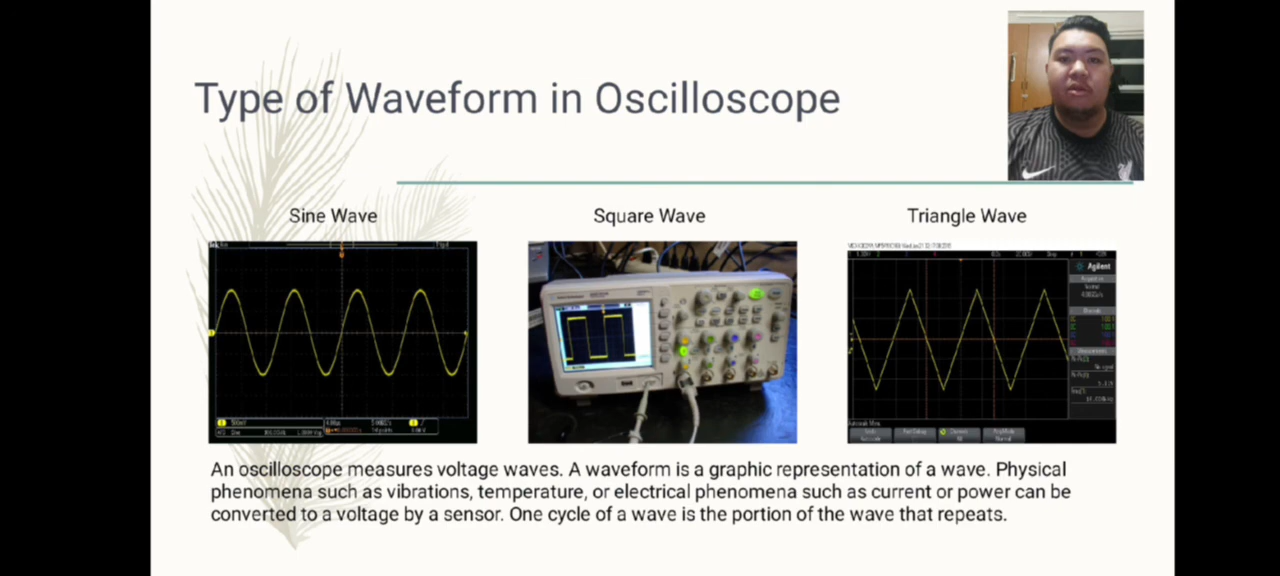 Type of Waveform in Oscilloscope
Sine Wave
Square Wave
Triangle Wave
Agilent
An oscilloscope measures voltage waves. A waveform is a graphic representation of a wave. Physical
phenomena such as vibrations, temperature, or electrical phenomena such as current or power can be
converted to a voltage by a sensor. One cycle of a wave is the portion of the wave that repeats.